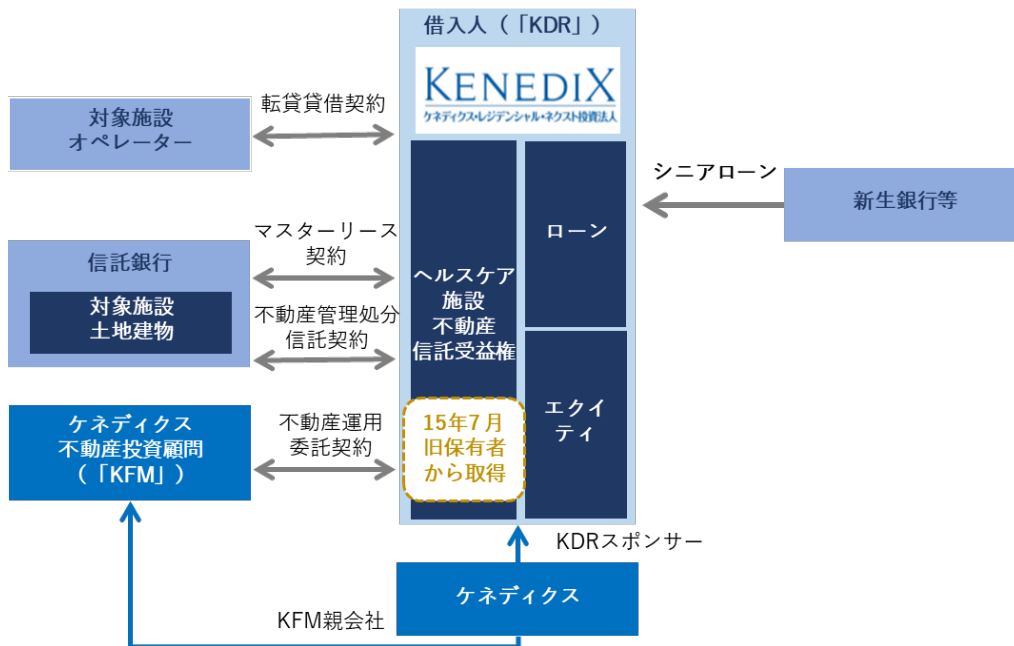 借入人（「KDR」）
KENEDIX
ケネディクス・レジデンシャル・ネクスト投資法人
対象施設
オペレーター
転貸貸借契約
シニアローン
新生銀行等
信託銀行
対象施設
土地建物
マスターリース
契約
不動産管理処分
信託契約
ヘルスケア
施設
不動産
信託受益権
ローン
エクイ
ティ
15年7月
旧保有者
から取得
ケネディクス
不動産投資顧問
（「KFM」）
不動産運用
委託契約
KDRスポンサー
ケネディクス
KFM親会社